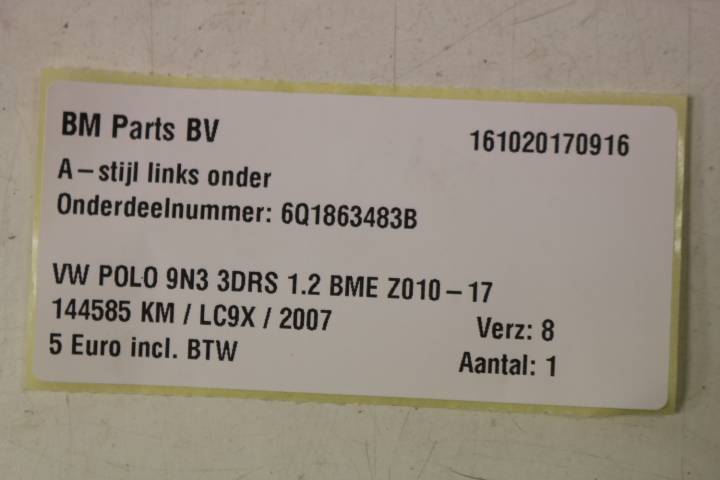 BM Parts BV 161020170916
A-stijl links onder
Onderdeelnummer: 6Q1863483B
VW POLO 9N3 3DRS 1.2 BME Z010-17
144585 KM / LC9X / 2007 Verz: 8
5 Euro incl. BTW Aantal: 1